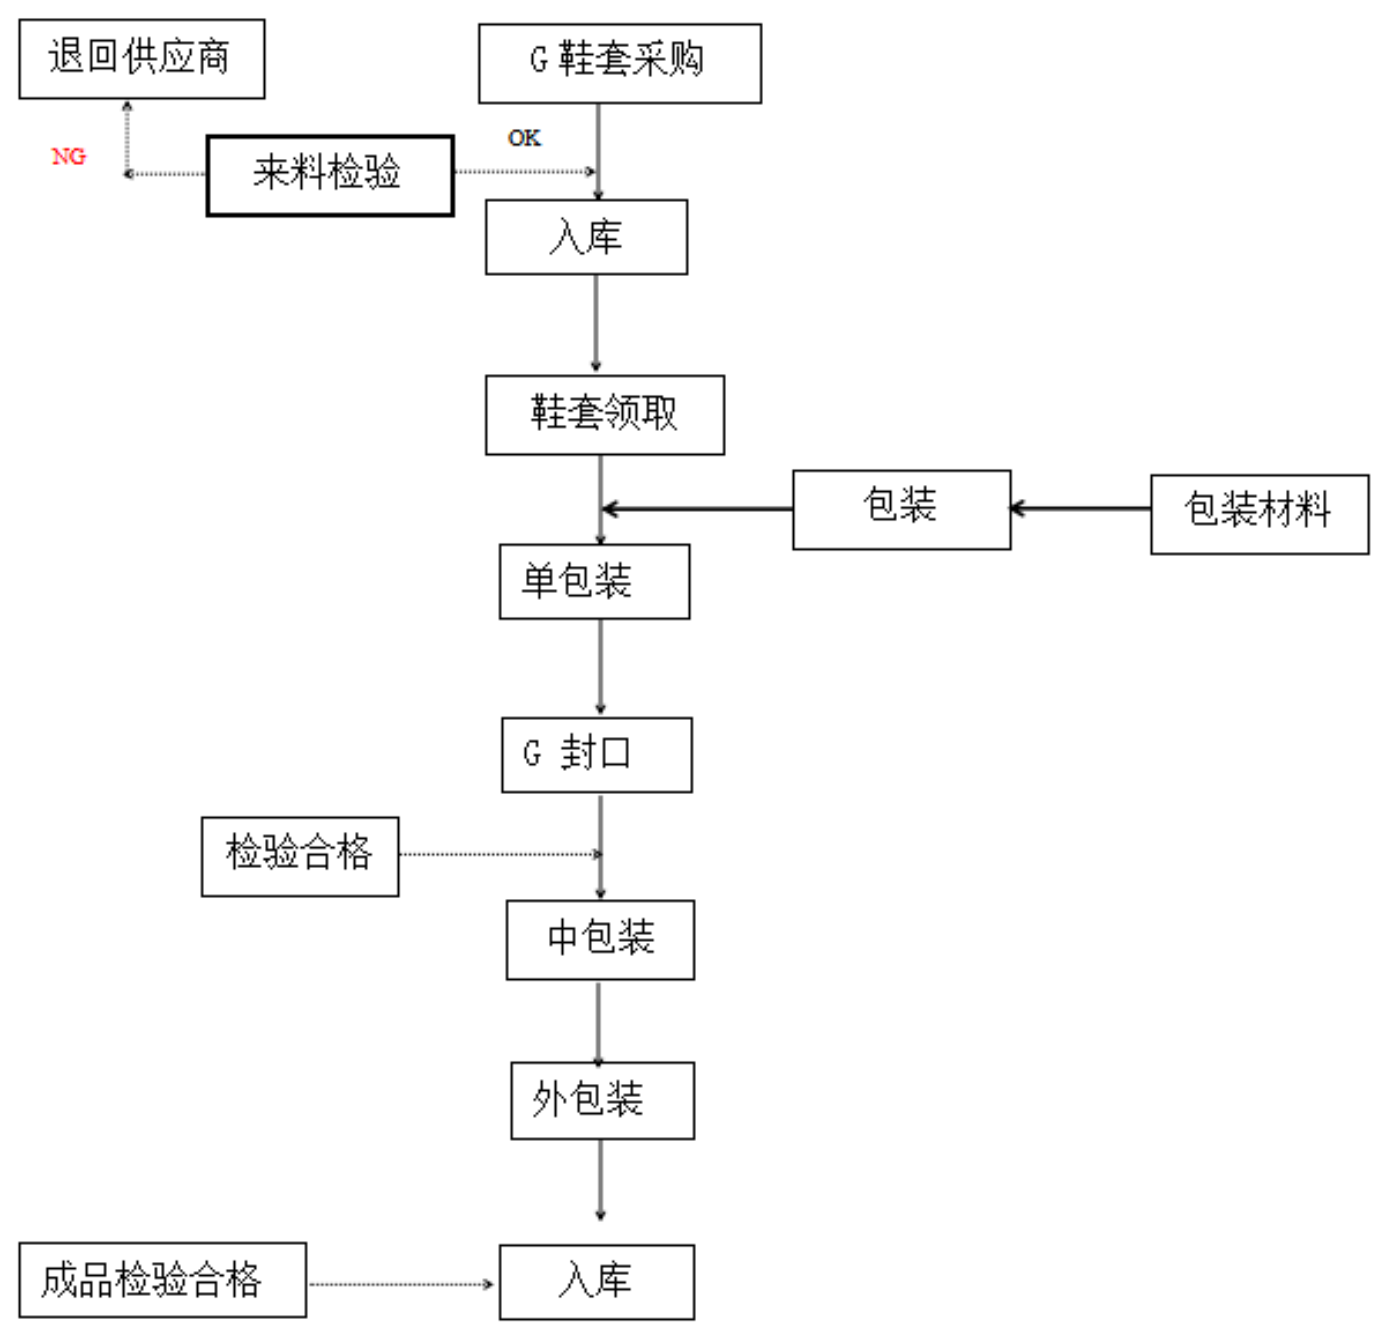 退回供应商
G 鞋套采购
OK
NG
来料检验
入库
鞋套领取
包装
包装材料
单包装
G 封口
检验合格
中包装
外包装
成品检验合格
入库